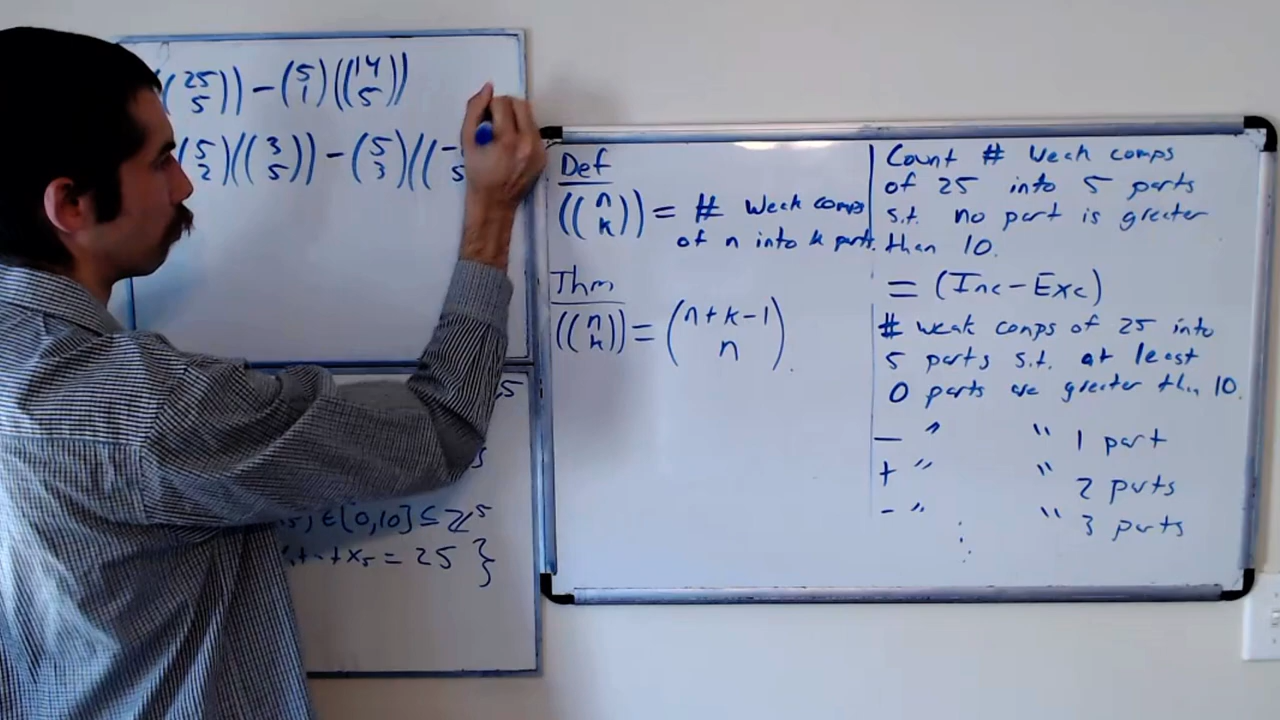 ((25 5)) - (5 1)((14 5))
(5 2)((3 5)) - (5 3)((- 5
,5
5) ∈ [0,10] ⊆ ℤ^5
+ - + x_5 = 25 }
Def
((n k)) = # Weak comps
of n into k parts.
Thm
((n k)) = (n+k-1 n).
Count # Weak comps
of 25 into 5 parts
s.t. no part is greater
than 10.
= (Inc-Exc)
# weak comps of 25 into
5 parts s.t. at least
0 parts are greater than 10.
- " " 1 part
+ " " 2 parts
- " " 3 parts
⋮